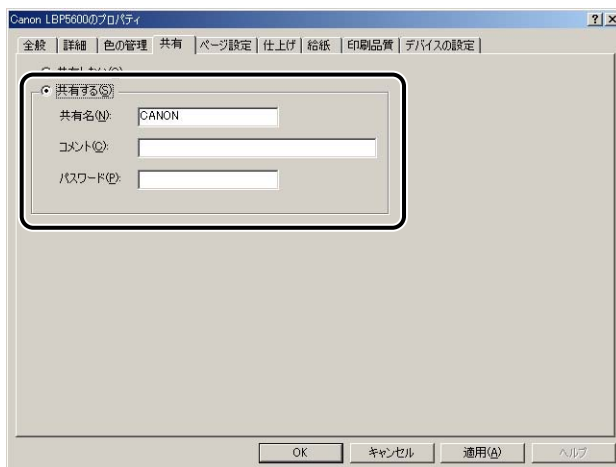 Canon LBP5600のプロパティ
全般 詳細 色の管理 共有 ページ設定 仕上げ 給紙 印刷品質 デバイスの設定
共有する(S)
共有名(N): CANON
コメント(C):
パスワード(P):
OK キャンセル 適用(A) ヘルプ